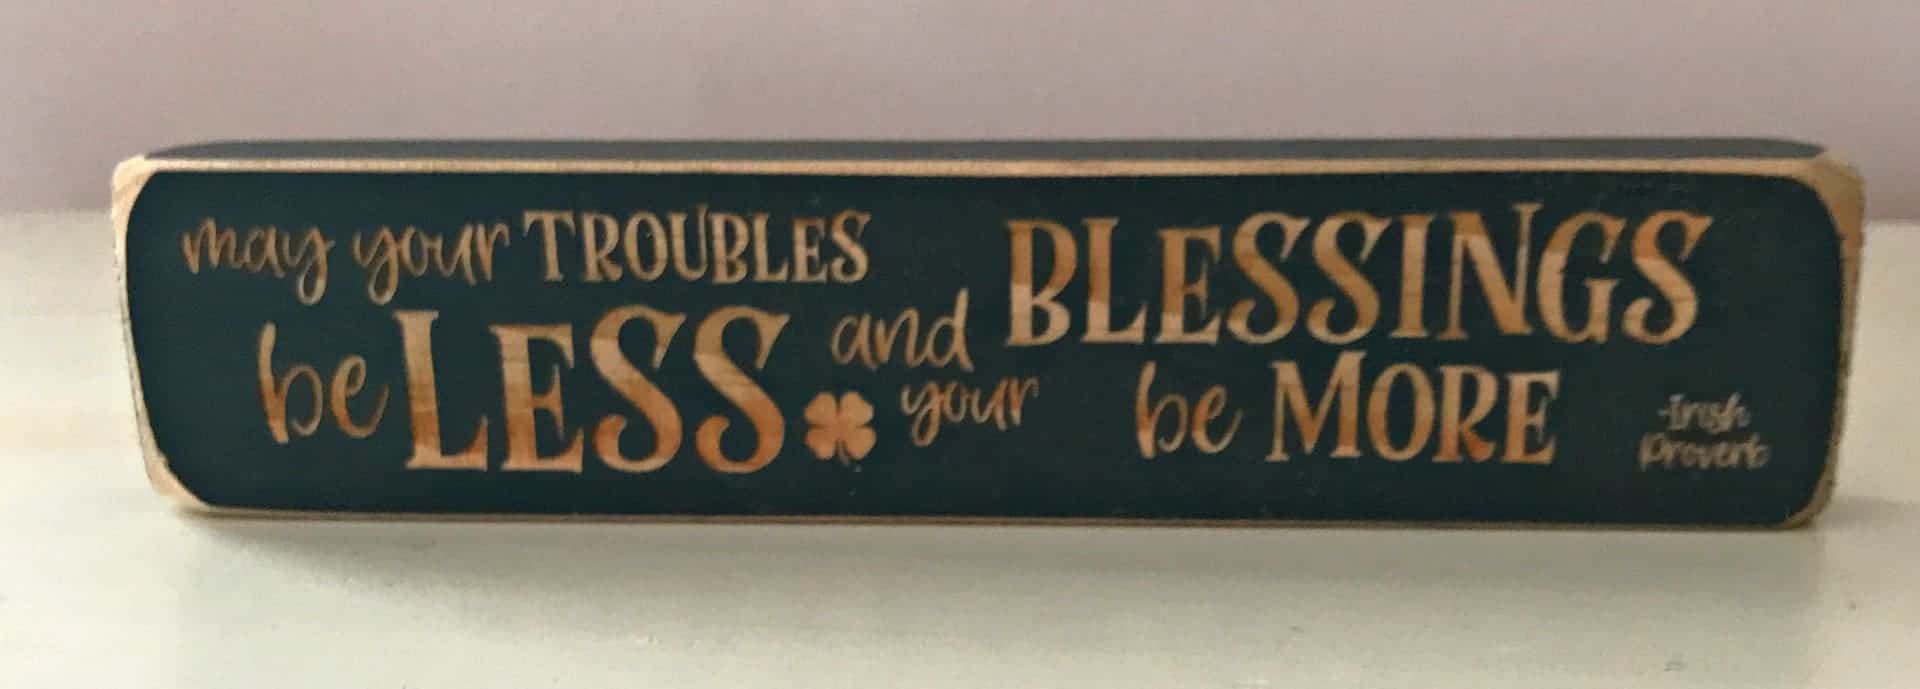 may your TROUBLES
be LESS
and
your
BLESSINGS
be MORE
-Irish
Proverb